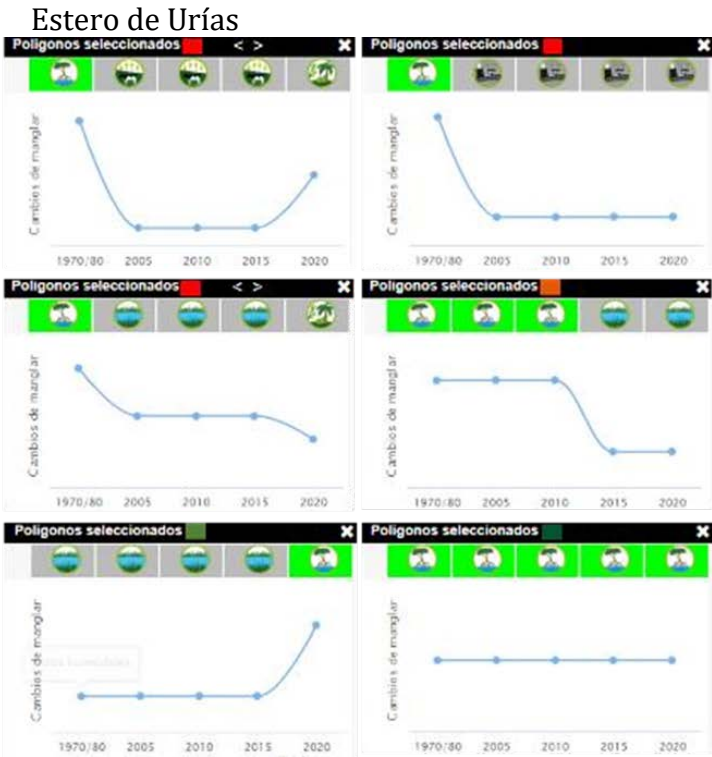 Estero de Urías
Poligonos seleccionados < > ✖
Cambios de manglar
1970/80 2005 2010 2015 2020
Poligonos seleccionados ✖
Cambios de manglar
1970/80 2005 2010 2015 2020
Poligonos seleccionados < > ✖
Cambios de manglar
1970/80 2005 2010 2015 2020
Poligonos seleccionados ✖
Cambios de manglar
1970/80 2005 2010 2015 2020
Poligonos seleccionados ✖
Cambios de manglar
1970/80 2005 2010 2015 2020
Poligonos seleccionados ✖
Cambios de manglar
1970/80 2005 2010 2015 2020